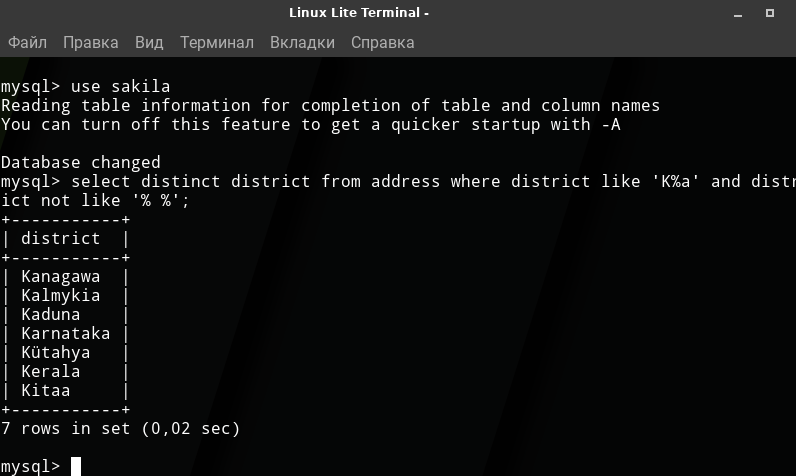 Linux Lite Terminal -
Файл Правка Вид Терминал Вкладки Справка
mysql> use sakila
Reading table information for completion of table and column names
You can turn off this feature to get a quicker startup with -A
Database changed
mysql> select distinct district from address where district like 'K%a' and distr
ict not like '% %';
+-----------+
| district  |
+-----------+
| Kanagawa  |
| Kalmykia  |
| Kaduna    |
| Karnataka |
| Kütahya   |
| Kerala    |
| Kitaa     |
+-----------+
7 rows in set (0,02 sec)
mysql>